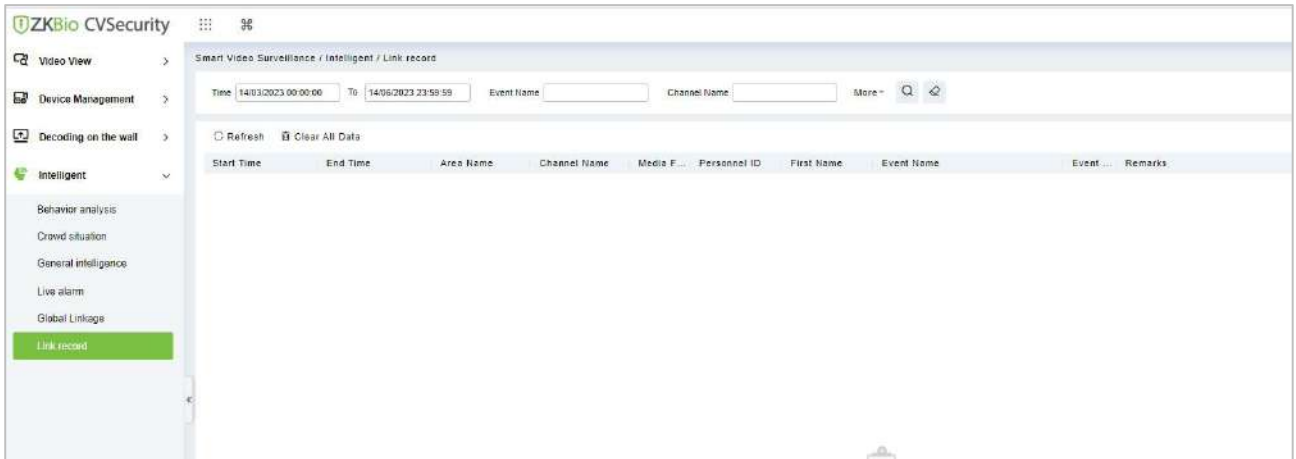 ZKBio CVSecurity
Video View
Device Management
Decoding on the wall
Intelligent
Behavior analysis
Crowd situation
General intelligence
Live alarm
Global Linkage
Link record
Smart Video Surveillance / Intelligent / Link record
Time 14/03/2023 00:00:00 To 14/06/2023 23:59:59 Event Name Channel Name More
Refresh Clear All Data
Start Time End Time Area Name Channel Name Media F... Personnel ID First Name Event Name Event ... Remarks